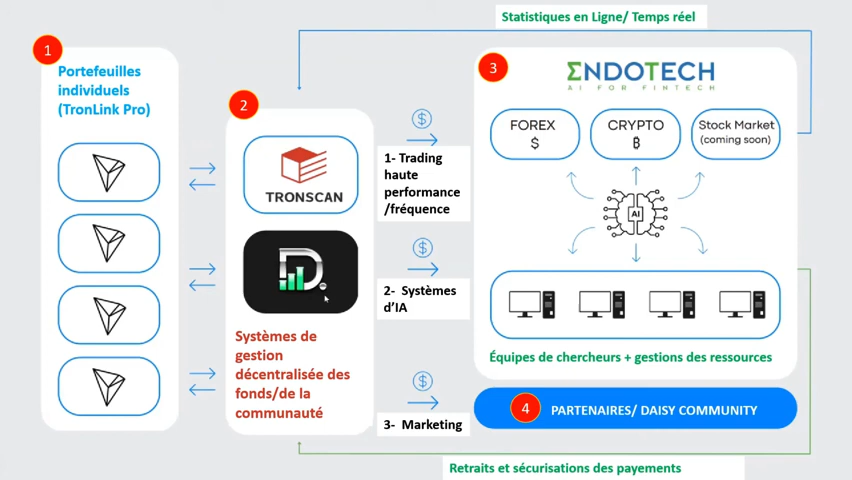 Statistiques en Ligne/ Temps réel
1
Portefeuilles
individuels
(TronLink Pro)
2
TRONSCAN
D
Systèmes de
gestion
décentralisée des
fonds/de la
communauté
$
1- Trading
haute
performance
/fréquence
$
2- Systèmes
d'IA
$
3- Marketing
3
ENDOTECH
AI FOR FINTECH
FOREX
$
CRYPTO
₿
Stock Market
(coming soon)
AI
Équipes de chercheurs + gestions des ressources
4
PARTENAIRES/ DAISY COMMUNITY
Retraits et sécurisations des payements